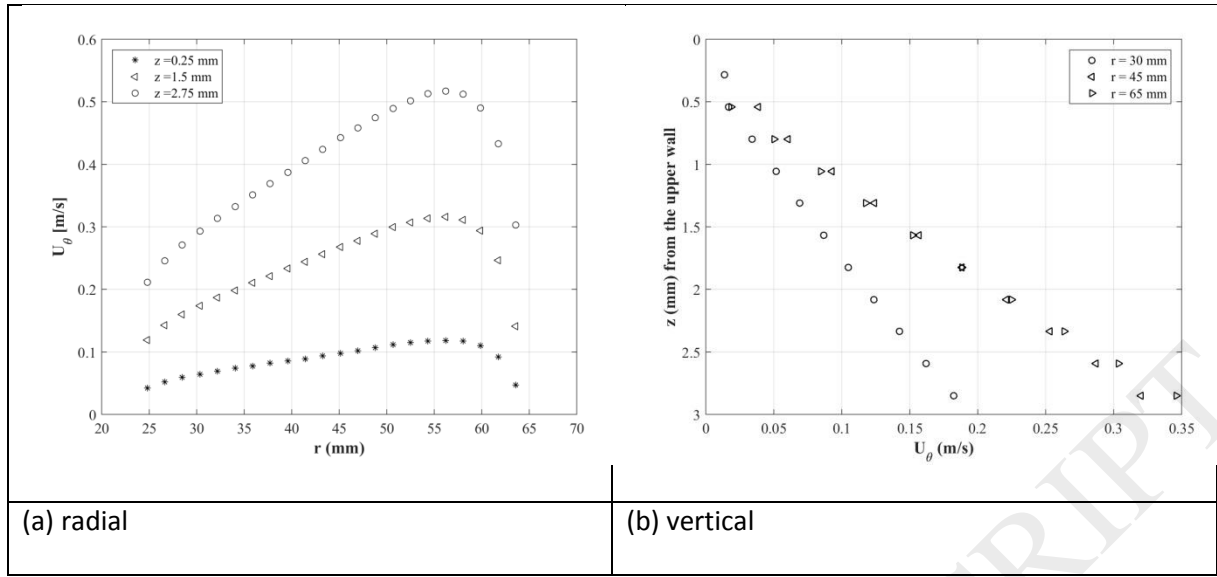 0.6
0.5
0.4
0.3
0.2
0.1
0
U_θ [m/s]
z =0.25 mm
z =1.5 mm
z =2.75 mm
20 25 30 35 40 45 50 55 60 65 70
r (mm)
0
0.5
1
1.5
2
2.5
3
z (mm) from the upper wall
r = 30 mm
r = 45 mm
r = 65 mm
0 0.05 0.1 0.15 0.2 0.25 0.3 0.35
U_θ (m/s)
(a) radial
(b) vertical
RIPT